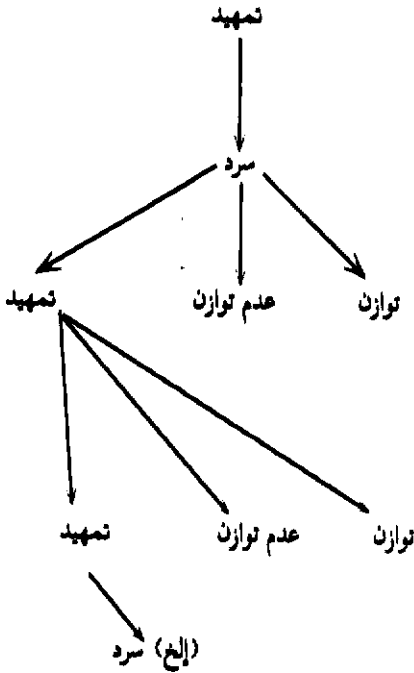 تمهيد
سرد
توازن عدم توازن تمهيد
توازن عدم توازن تمهيد
(إلخ) سرد